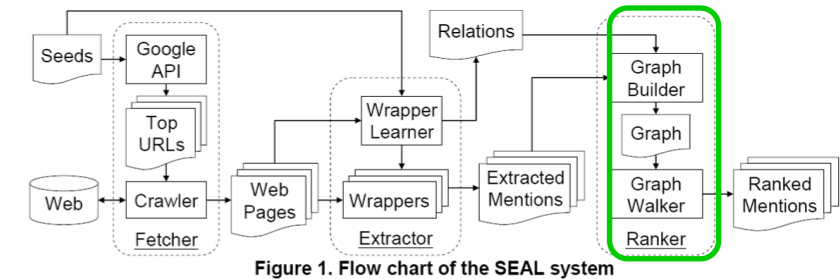 Seeds
Google
API
Top
URLs
Web
Crawler
Fetcher
Web
Pages
Wrapper
Learner
Wrappers
Extractor
Relations
Extracted
Mentions
Graph
Builder
Graph
Graph
Walker
Ranker
Ranked
Mentions
Figure 1. Flow chart of the SEAL system